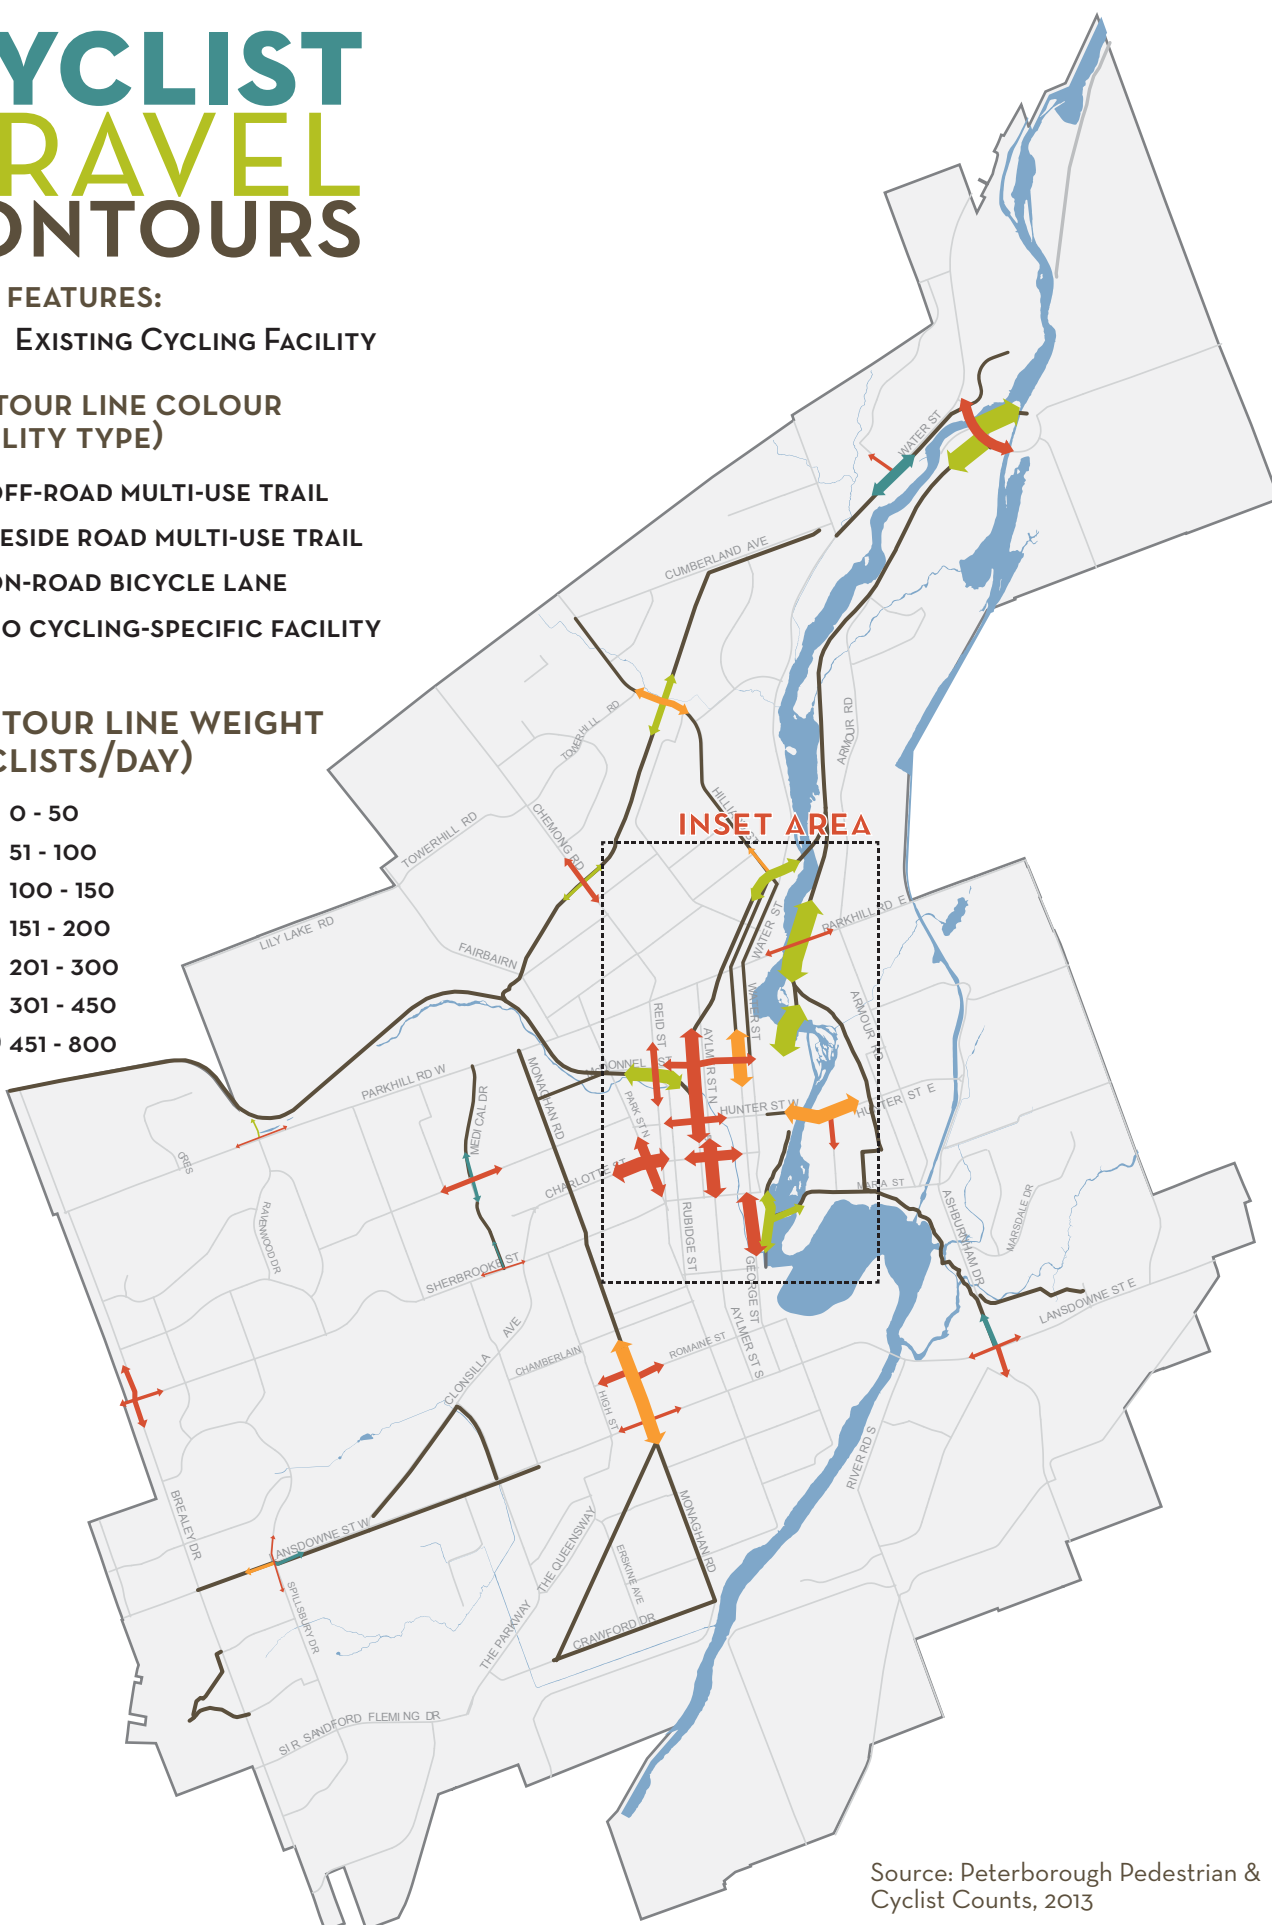 YCLIST
RAVEL
ONTOURS
FEATURES:
EXISTING CYCLING FACILITY
TOUR LINE COLOUR
LITY TYPE)
OFF-ROAD MULTI-USE TRAIL
ESIDE ROAD MULTI-USE TRAIL
ON-ROAD BICYCLE LANE
O CYCLING-SPECIFIC FACILITY
TOUR LINE WEIGHT
CLISTS/DAY)
0 - 50
51 - 100
100 - 150
151 - 200
201 - 300
301 - 450
451 - 800
WATER ST
CUMBERLAND AVE
TOWERHILL RD
ARMOUR RD
TOWERHILL RD
CHEMONG RD
INSET AREA
LILY LAKE RD
FAIRBAIRN
WATER ST
PARKHILL RD E
REID ST
AYLMER ST N
WATER ST
ARMOUR RD
PARKHILL RD W
MEDICAL DR
MONAGHAN RD
PARK ST N
HUNTER ST W
HUNTER ST E
CRES
RAVENWOOD DR
CHARLOTTE ST
MARIA ST
ASHBURNHAM DR
MARSDALE DR
SHERBROOKE ST
RUBIDGE ST
GEORGE ST
AYLMER ST S
LANSDOWNE ST E
CLONSILLA AVE
CHAMBERLAIN
ROMAINE ST
HIGH ST
RIVER RD S
BREALEY DR
LANSDOWNE ST W
SPILLSBURY DR
THE QUEENSWAY
THE PARKWAY
ERSKINE AVE
MONAGHAN RD
CRAWFORD DR
SIR SANDFORD FLEMING DR
Source: Peterborough Pedestrian &
Cyclist Counts, 2013